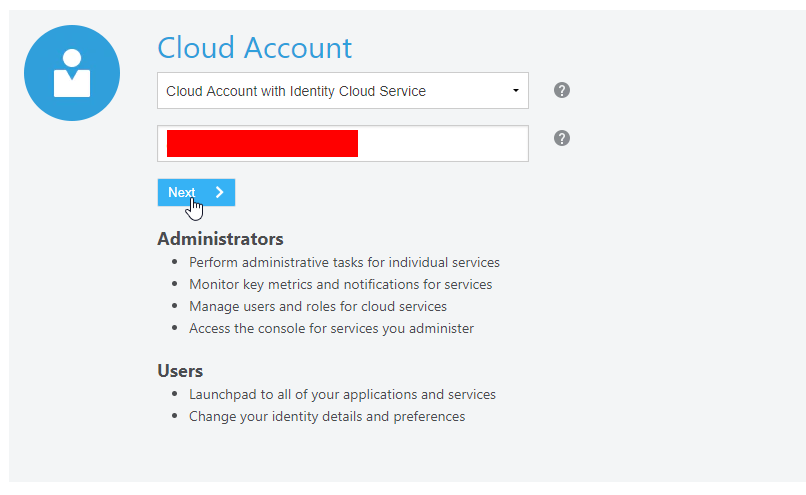 Cloud Account
Cloud Account with Identity Cloud Service
?
?
Next
Administrators
• Perform administrative tasks for individual services
• Monitor key metrics and notifications for services
• Manage users and roles for cloud services
• Access the console for services you administer
Users
• Launchpad to all of your applications and services
• Change your identity details and preferences